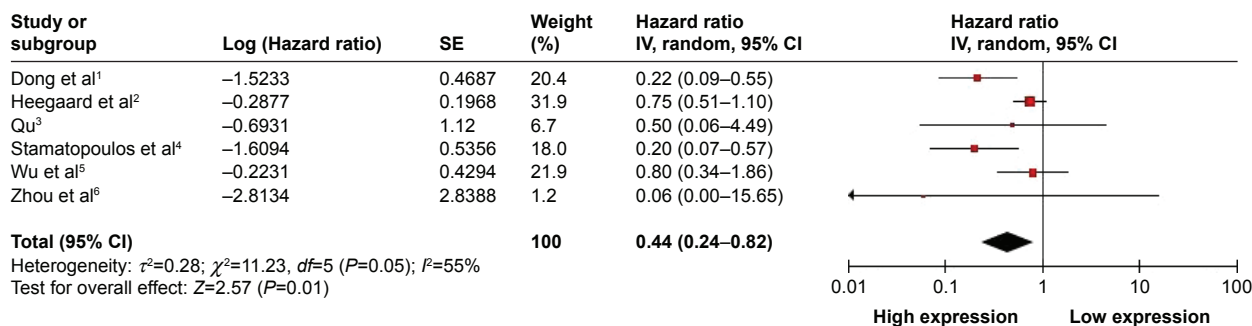 Study or subgroup Log (Hazard ratio) SE Weight (%) Hazard ratio IV, random, 95% CI Hazard ratio IV, random, 95% CI
Dong et al¹ –1.5233 0.4687 20.4 0.22 (0.09–0.55)
Heegaard et al² –0.2877 0.1968 31.9 0.75 (0.51–1.10)
Qu³ –0.6931 1.12 6.7 0.50 (0.06–4.49)
Stamatopoulos et al⁴ –1.6094 0.5356 18.0 0.20 (0.07–0.57)
Wu et al⁵ –0.2231 0.4294 21.9 0.80 (0.34–1.86)
Zhou et al⁶ –2.8134 2.8388 1.2 0.06 (0.00–15.65)
Total (95% CI) 100 0.44 (0.24–0.82)
Heterogeneity: τ²=0.28; χ²=11.23, df=5 (P=0.05); I²=55%
Test for overall effect: Z=2.57 (P=0.01)
0.01 0.1 1 10 100
High expression Low expression